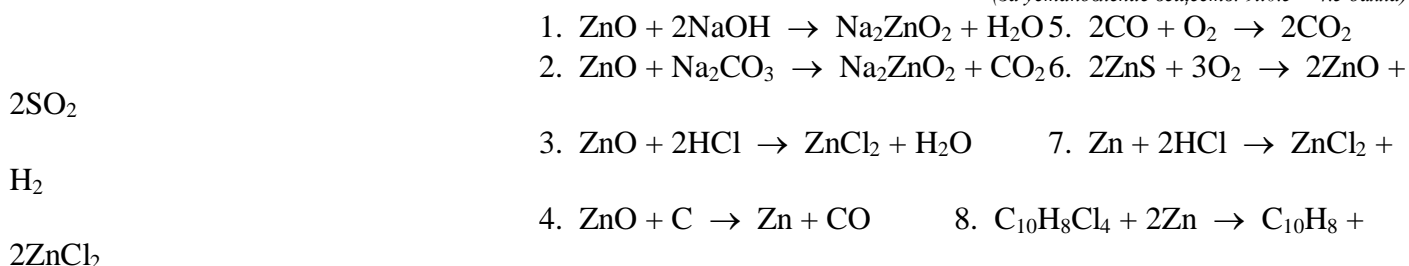 1. ZnO + 2NaOH → Na₂ZnO₂ + H₂O 5. 2CO + O₂ → 2CO₂
2. ZnO + Na₂CO₃ → Na₂ZnO₂ + CO₂ 6. 2ZnS + 3O₂ → 2ZnO +
2SO₂
3. ZnO + 2HCl → ZnCl₂ + H₂O 7. Zn + 2HCl → ZnCl₂ +
H₂
4. ZnO + C → Zn + CO 8. C₁₀H₈Cl₄ + 2Zn → C₁₀H₈ +
2ZnCl₂